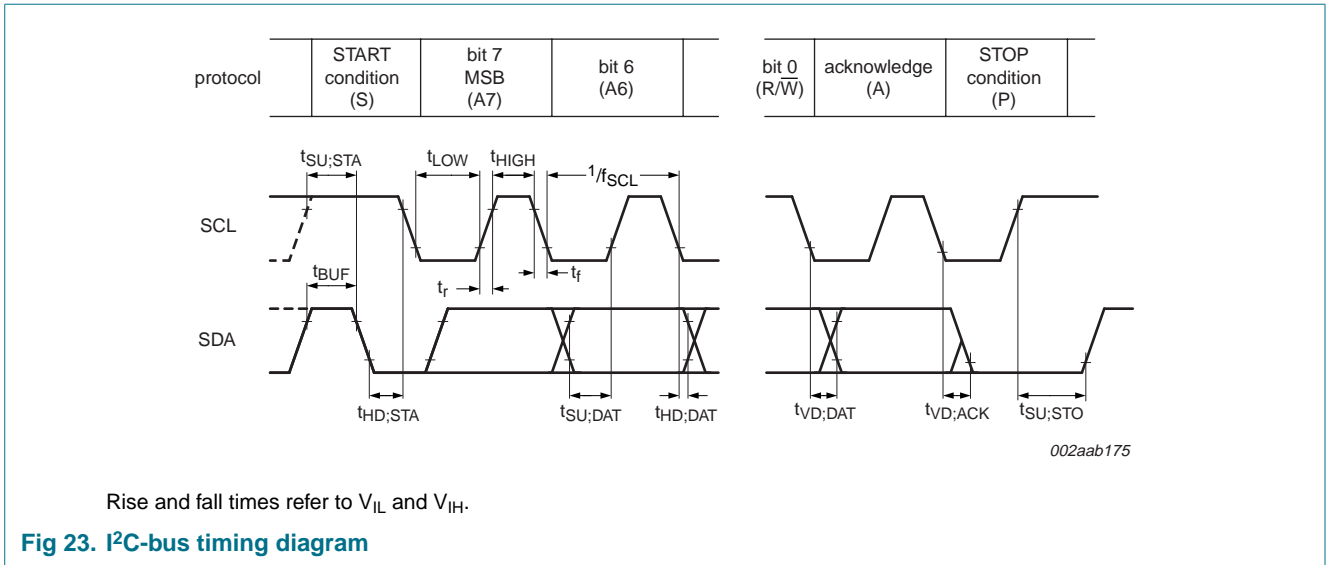 protocol
START
condition
(S)
bit 7
MSB
(A7)
bit 6
(A6)
bit 0
(R/W̅)
acknowledge
(A)
STOP
condition
(P)
tSU;STA
tLOW
tHIGH
1/fSCL
SCL
tBUF
tr
tf
SDA
tHD;STA
tSU;DAT
tHD;DAT
tVD;DAT
tVD;ACK
tSU;STO
002aab175
Rise and fall times refer to VIL and VIH.
Fig 23. I²C-bus timing diagram